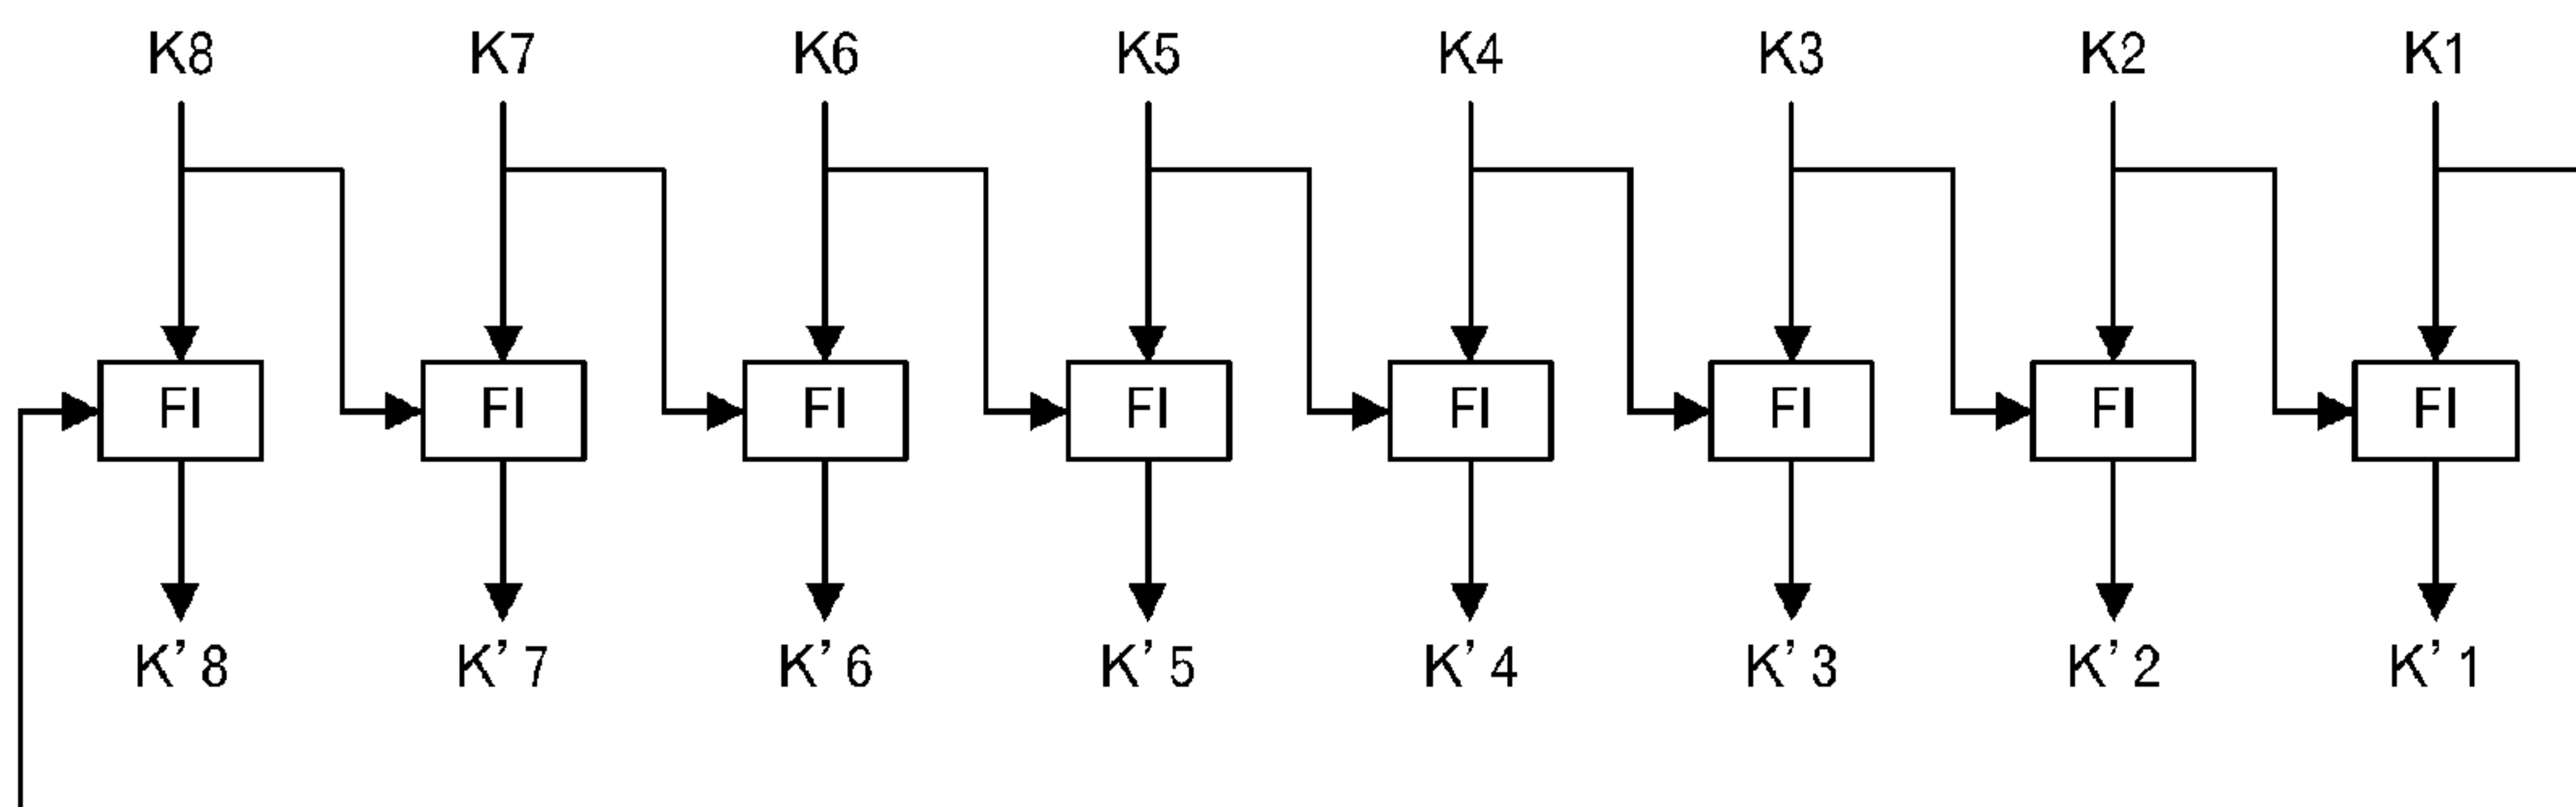 K8 K7 K6 K5 K4 K3 K2 K1
FI FI FI FI FI FI FI FI
K’8 K’7 K’6 K’5 K’4 K’3 K’2 K’1